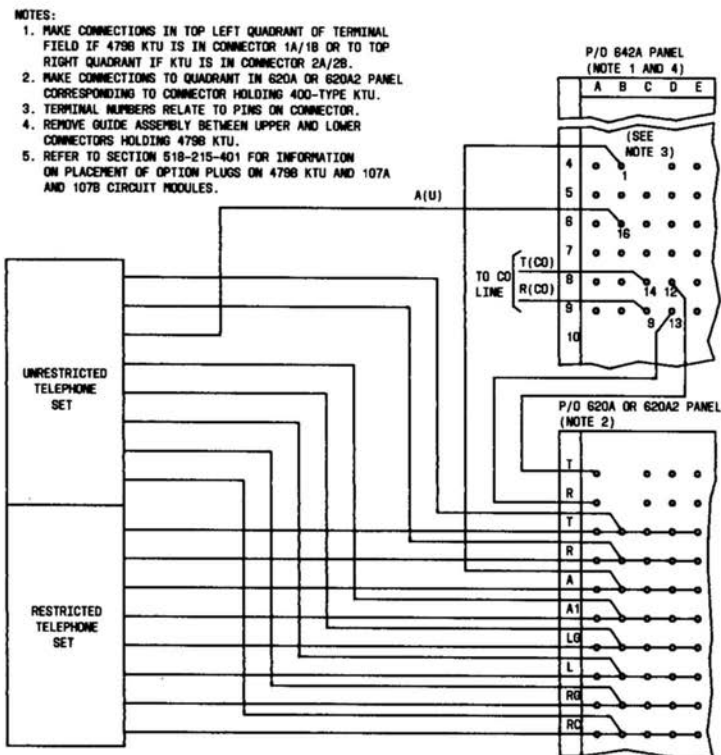 NOTES:
1. MAKE CONNECTIONS IN TOP LEFT QUADRANT OF TERMINAL
FIELD IF 479B KTU IS IN CONNECTOR 1A/1B OR TO TOP
RIGHT QUADRANT IF KTU IS IN CONNECTOR 2A/2B.
2. MAKE CONNECTIONS TO QUADRANT IN 620A OR 620A2 PANEL
CORRESPONDING TO CONNECTOR HOLDING 400-TYPE KTU.
3. TERMINAL NUMBERS RELATE TO PINS ON CONNECTOR.
4. REMOVE GUIDE ASSEMBLY BETWEEN UPPER AND LOWER
CONNECTORS HOLDING 479B KTU.
5. REFER TO SECTION 518-215-401 FOR INFORMATION
ON PLACEMENT OF OPTION PLUGS ON 479B KTU AND 107A
AND 107B CIRCUIT MODULES.
P/O 642A PANEL
(NOTE 1 AND 4)
A B C D E
(SEE
NOTE 3)
4
1
5
A(U)
6
16
7
TO CO
LINE
T(CO)
8
14 12
R(CO)
9
9 13
10
UNRESTRICTED
TELEPHONE
SET
P/O 620A OR 620A2 PANEL
(NOTE 2)
T
R
T
R
A
A1
LG
L
RG
RC
RESTRICTED
TELEPHONE
SET